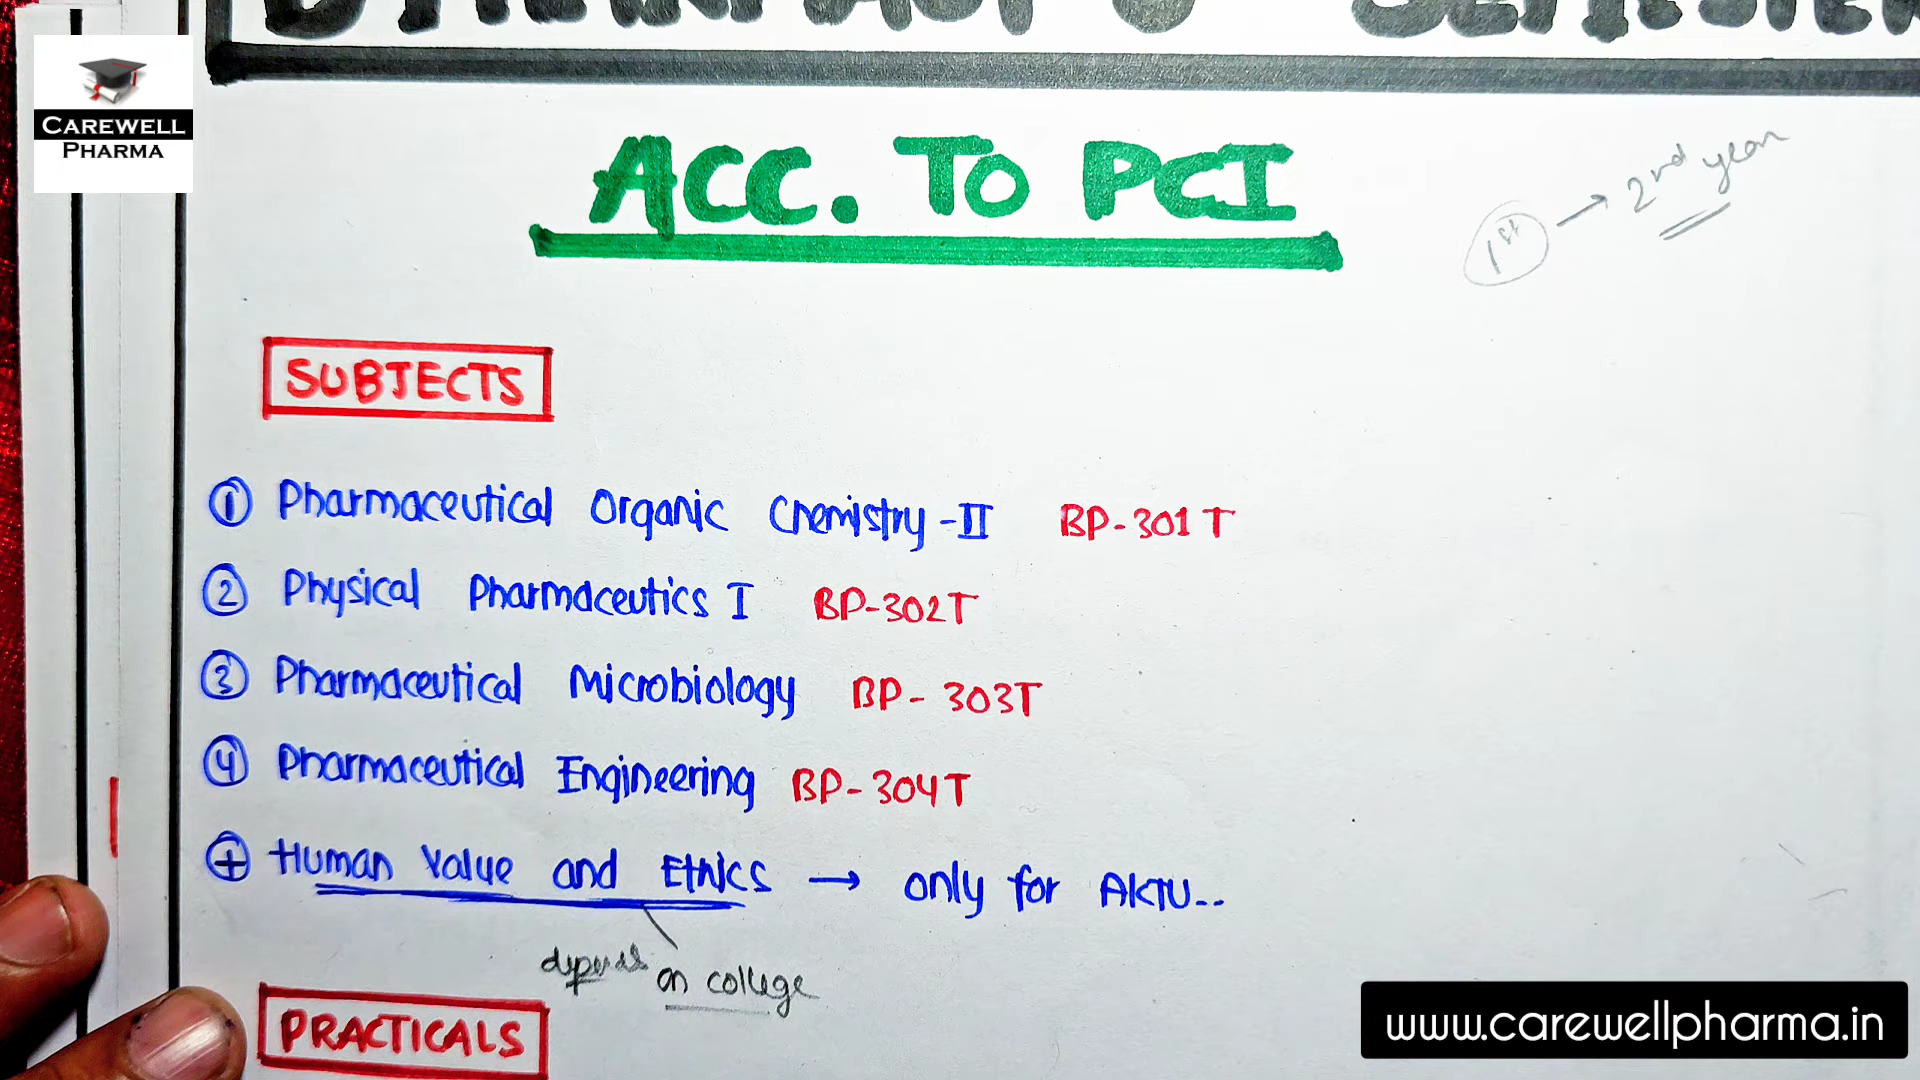 CAREWELL
PHARMA
ACC. TO PCI
1st → 2nd year
SUBJECTS
① Pharmaceutical Organic Chemistry-II BP-301T
② Physical Pharmaceutics I BP-302T
③ Pharmaceutical Microbiology BP-303T
④ Pharmaceutical Engineering BP-304T
⊕ Human Value and Ethics → only for AKTU..
depends on college
PRACTICALS
www.carewellpharma.in